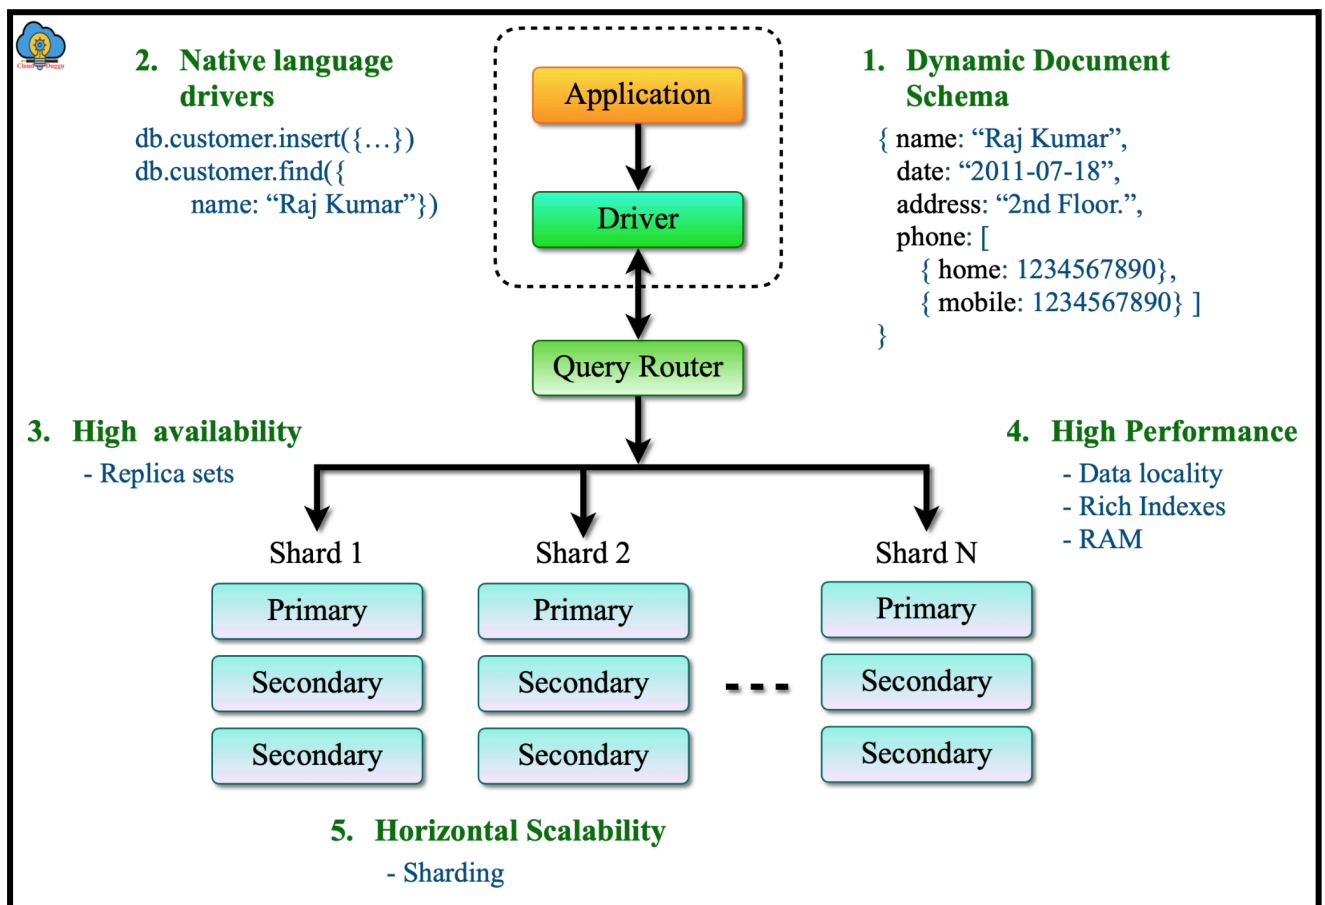 Cloud Duggu
2. Native language
drivers
db.customer.insert({…})
db.customer.find({
name: “Raj Kumar”})
Application
Driver
Query Router
1. Dynamic Document
Schema
{ name: “Raj Kumar”,
date: “2011-07-18”,
address: “2nd Floor.”,
phone: [
{ home: 1234567890},
{ mobile: 1234567890} ]
}
3. High availability
- Replica sets
4. High Performance
- Data locality
- Rich Indexes
- RAM
Shard 1
Primary
Secondary
Secondary
Shard 2
Primary
Secondary
Secondary
Shard N
Primary
Secondary
Secondary
5. Horizontal Scalability
- Sharding